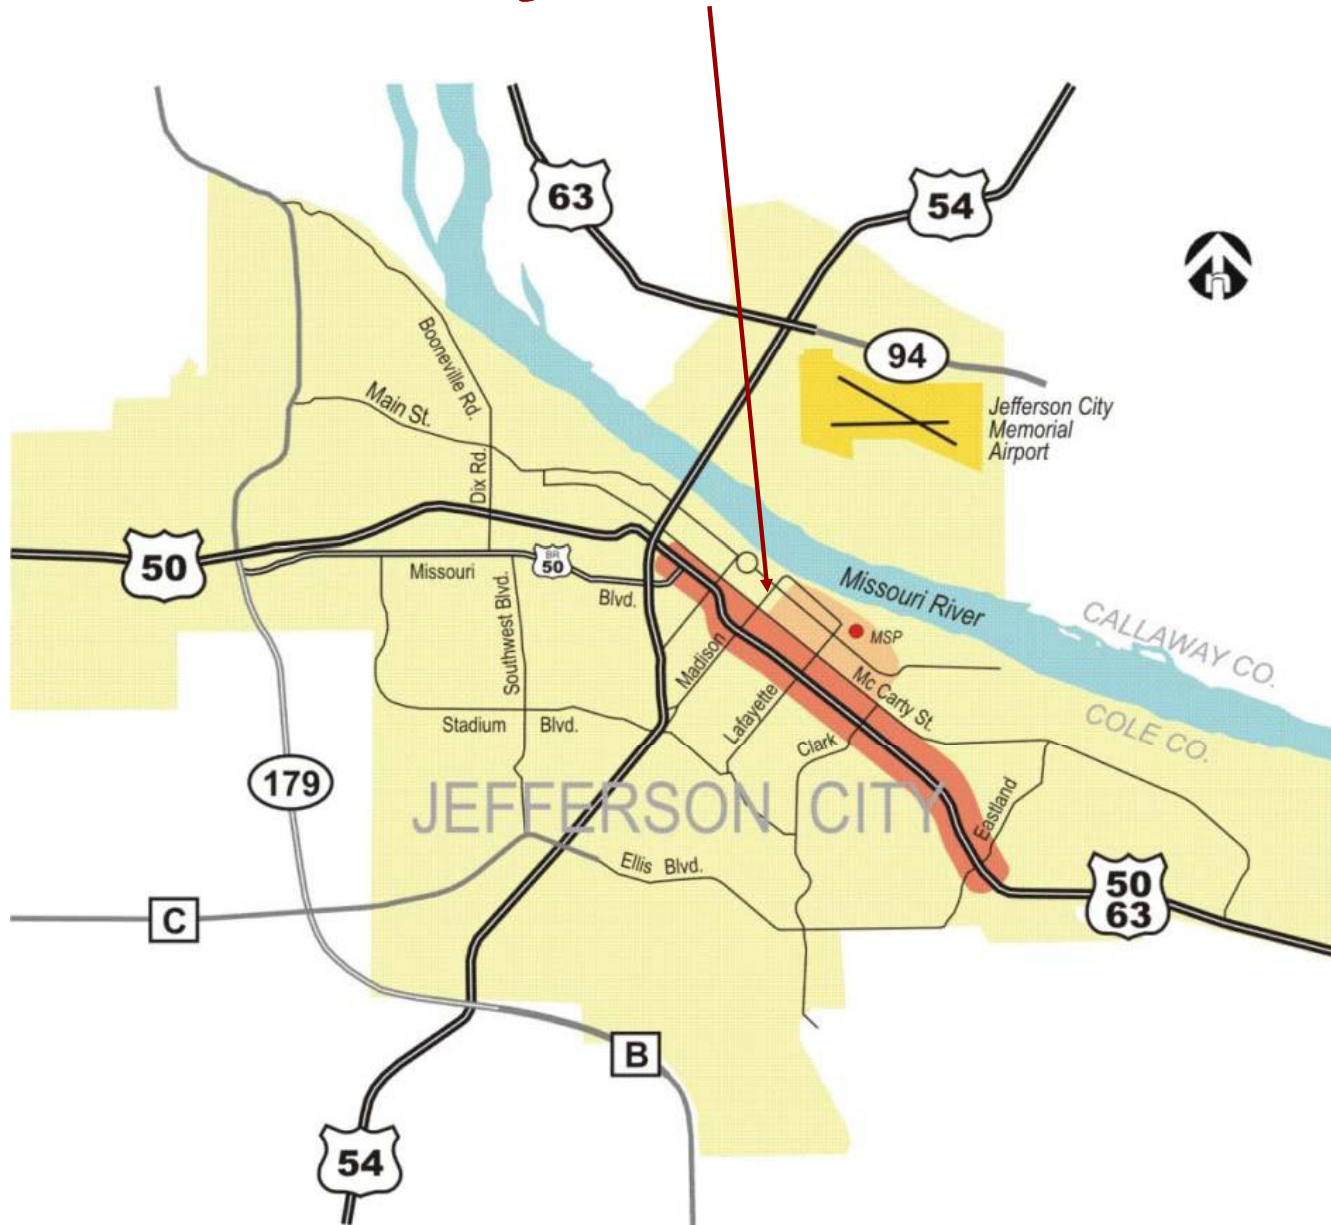 63
54
94
Jefferson City
Memorial
Airport
Booneville Rd.
Main St.
Dix Rd.
50
BR
50
Missouri
Blvd.
Southwest Blvd.
Missouri River
CALLAWAY CO.
COLE CO.
MSP
Madison
Lafayette
Mc Carty St.
Clark
Stadium Blvd.
Eastland
179
JEFFERSON CITY
Ellis Blvd.
50
63
C
B
54
n